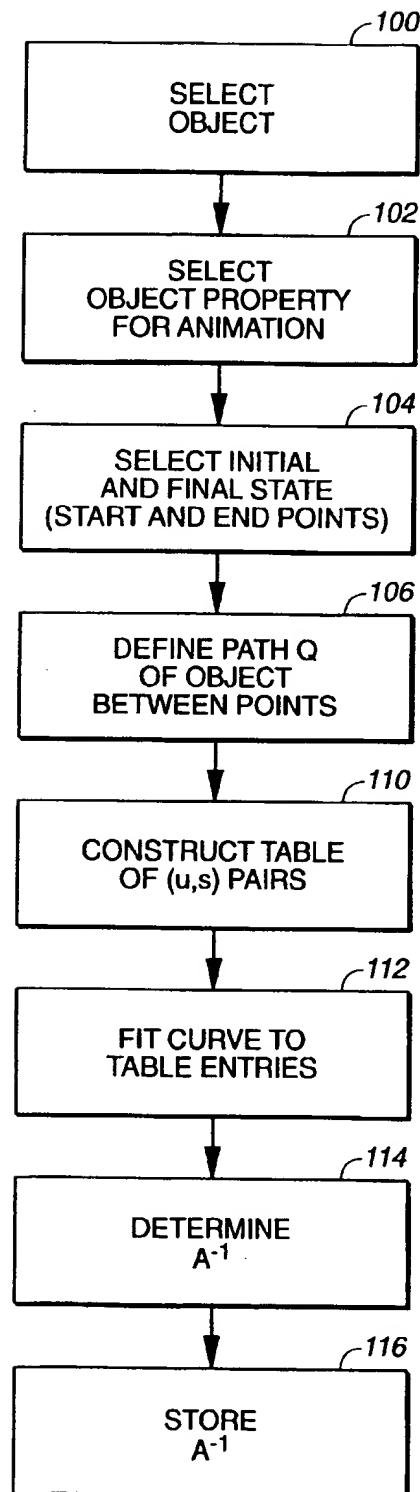 100
SELECT
OBJECT
102
SELECT
OBJECT PROPERTY
FOR ANIMATION
104
SELECT INITIAL
AND FINAL STATE
(START AND END POINTS)
106
DEFINE PATH Q
OF OBJECT
BETWEEN POINTS
110
CONSTRUCT TABLE
OF (u,s) PAIRS
112
FIT CURVE TO
TABLE ENTRIES
114
DETERMINE
A⁻¹
116
STORE
A⁻¹